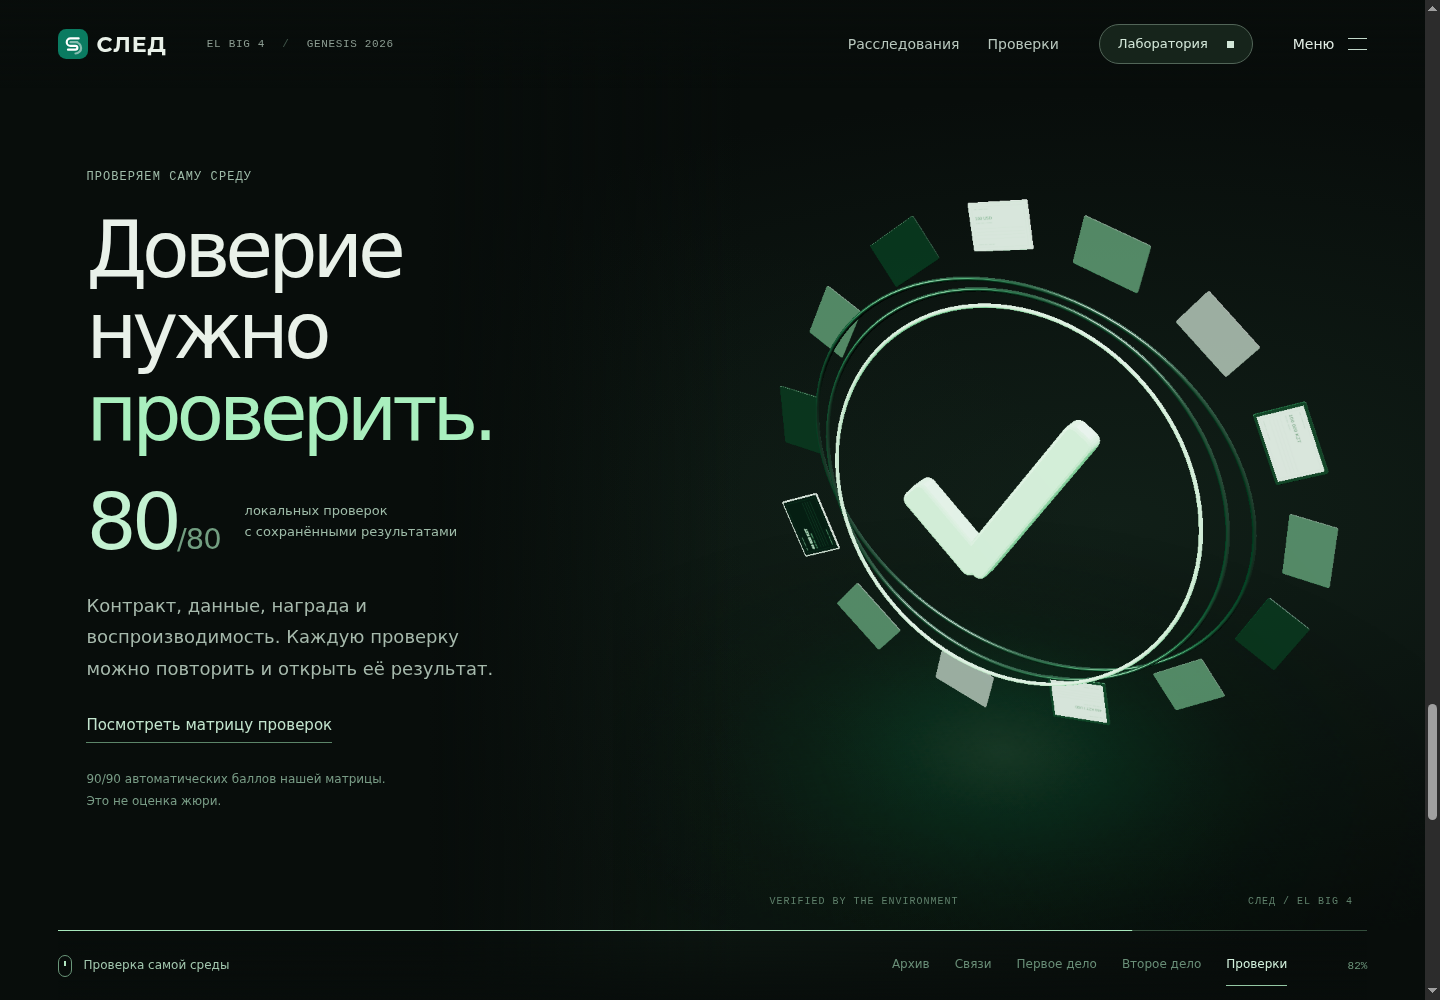 СЛЕД
EL BIG 4 / GENESIS 2026
Расследования
Проверки
Лаборатория
Меню
ПРОВЕРЯЕМ САМУ СРЕДУ
Доверие
нужно
проверить.
80/80
локальных проверок
с сохранёнными результатами
Контракт, данные, награда и
воспроизводимость. Каждую проверку
можно повторить и открыть её результат.
Посмотреть матрицу проверок
90/90 автоматических баллов нашей матрицы.
Это не оценка жюри.
VERIFIED BY THE ENVIRONMENT
СЛЕД / EL BIG 4
Проверка самой среды
Архив
Связи
Первое дело
Второе дело
Проверки
82%